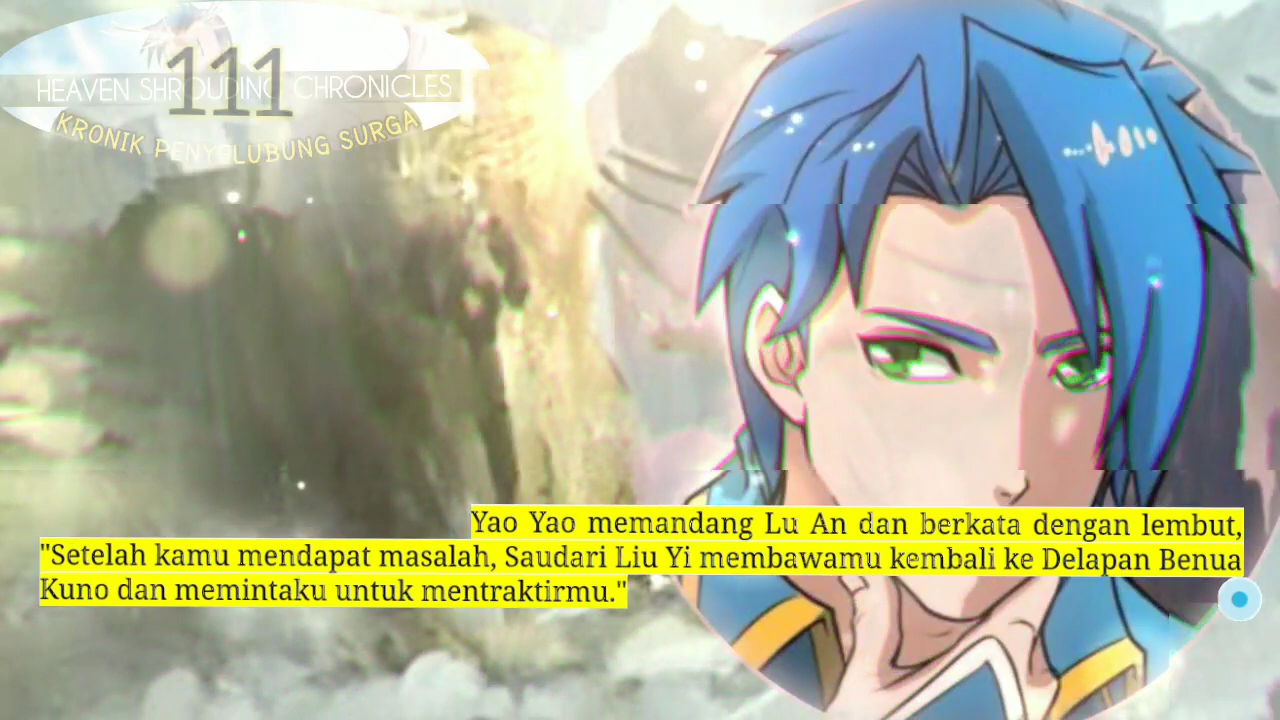 111
HEAVEN SHROUDING CHRONICLES
KRONIK PENYELUBUNG SURGA
Yao Yao memandang Lu An dan berkata dengan lembut,
"Setelah kamu mendapat masalah, Saudari Liu Yi membawamu kembali ke Delapan Benua
Kuno dan memintaku untuk mentraktirmu."